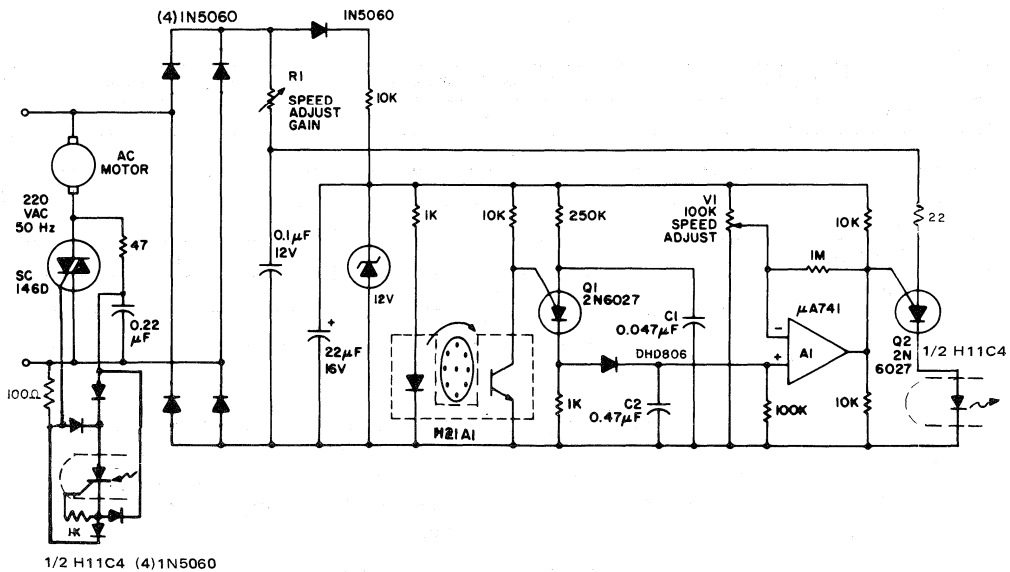 (4)1N5060
1N5060
R1
SPEED
ADJUST
GAIN
10K
AC
MOTOR
220
VAC
50 Hz
47
SC
146D
0.22
μF
0.1μF
12V
1K
10K
250K
V1
100K
SPEED
ADJUST
10K
22
1M
12V
Q1
2N6027
μA741
+
22μF
16V
C1
0.047μF
-
+
A1
Q2
2N
6027
1/2 H11C4
DHD806
100Ω
1K
C2
0.47μF
100K
10K
H21A1
1K
1/2 H11C4 (4)1N5060